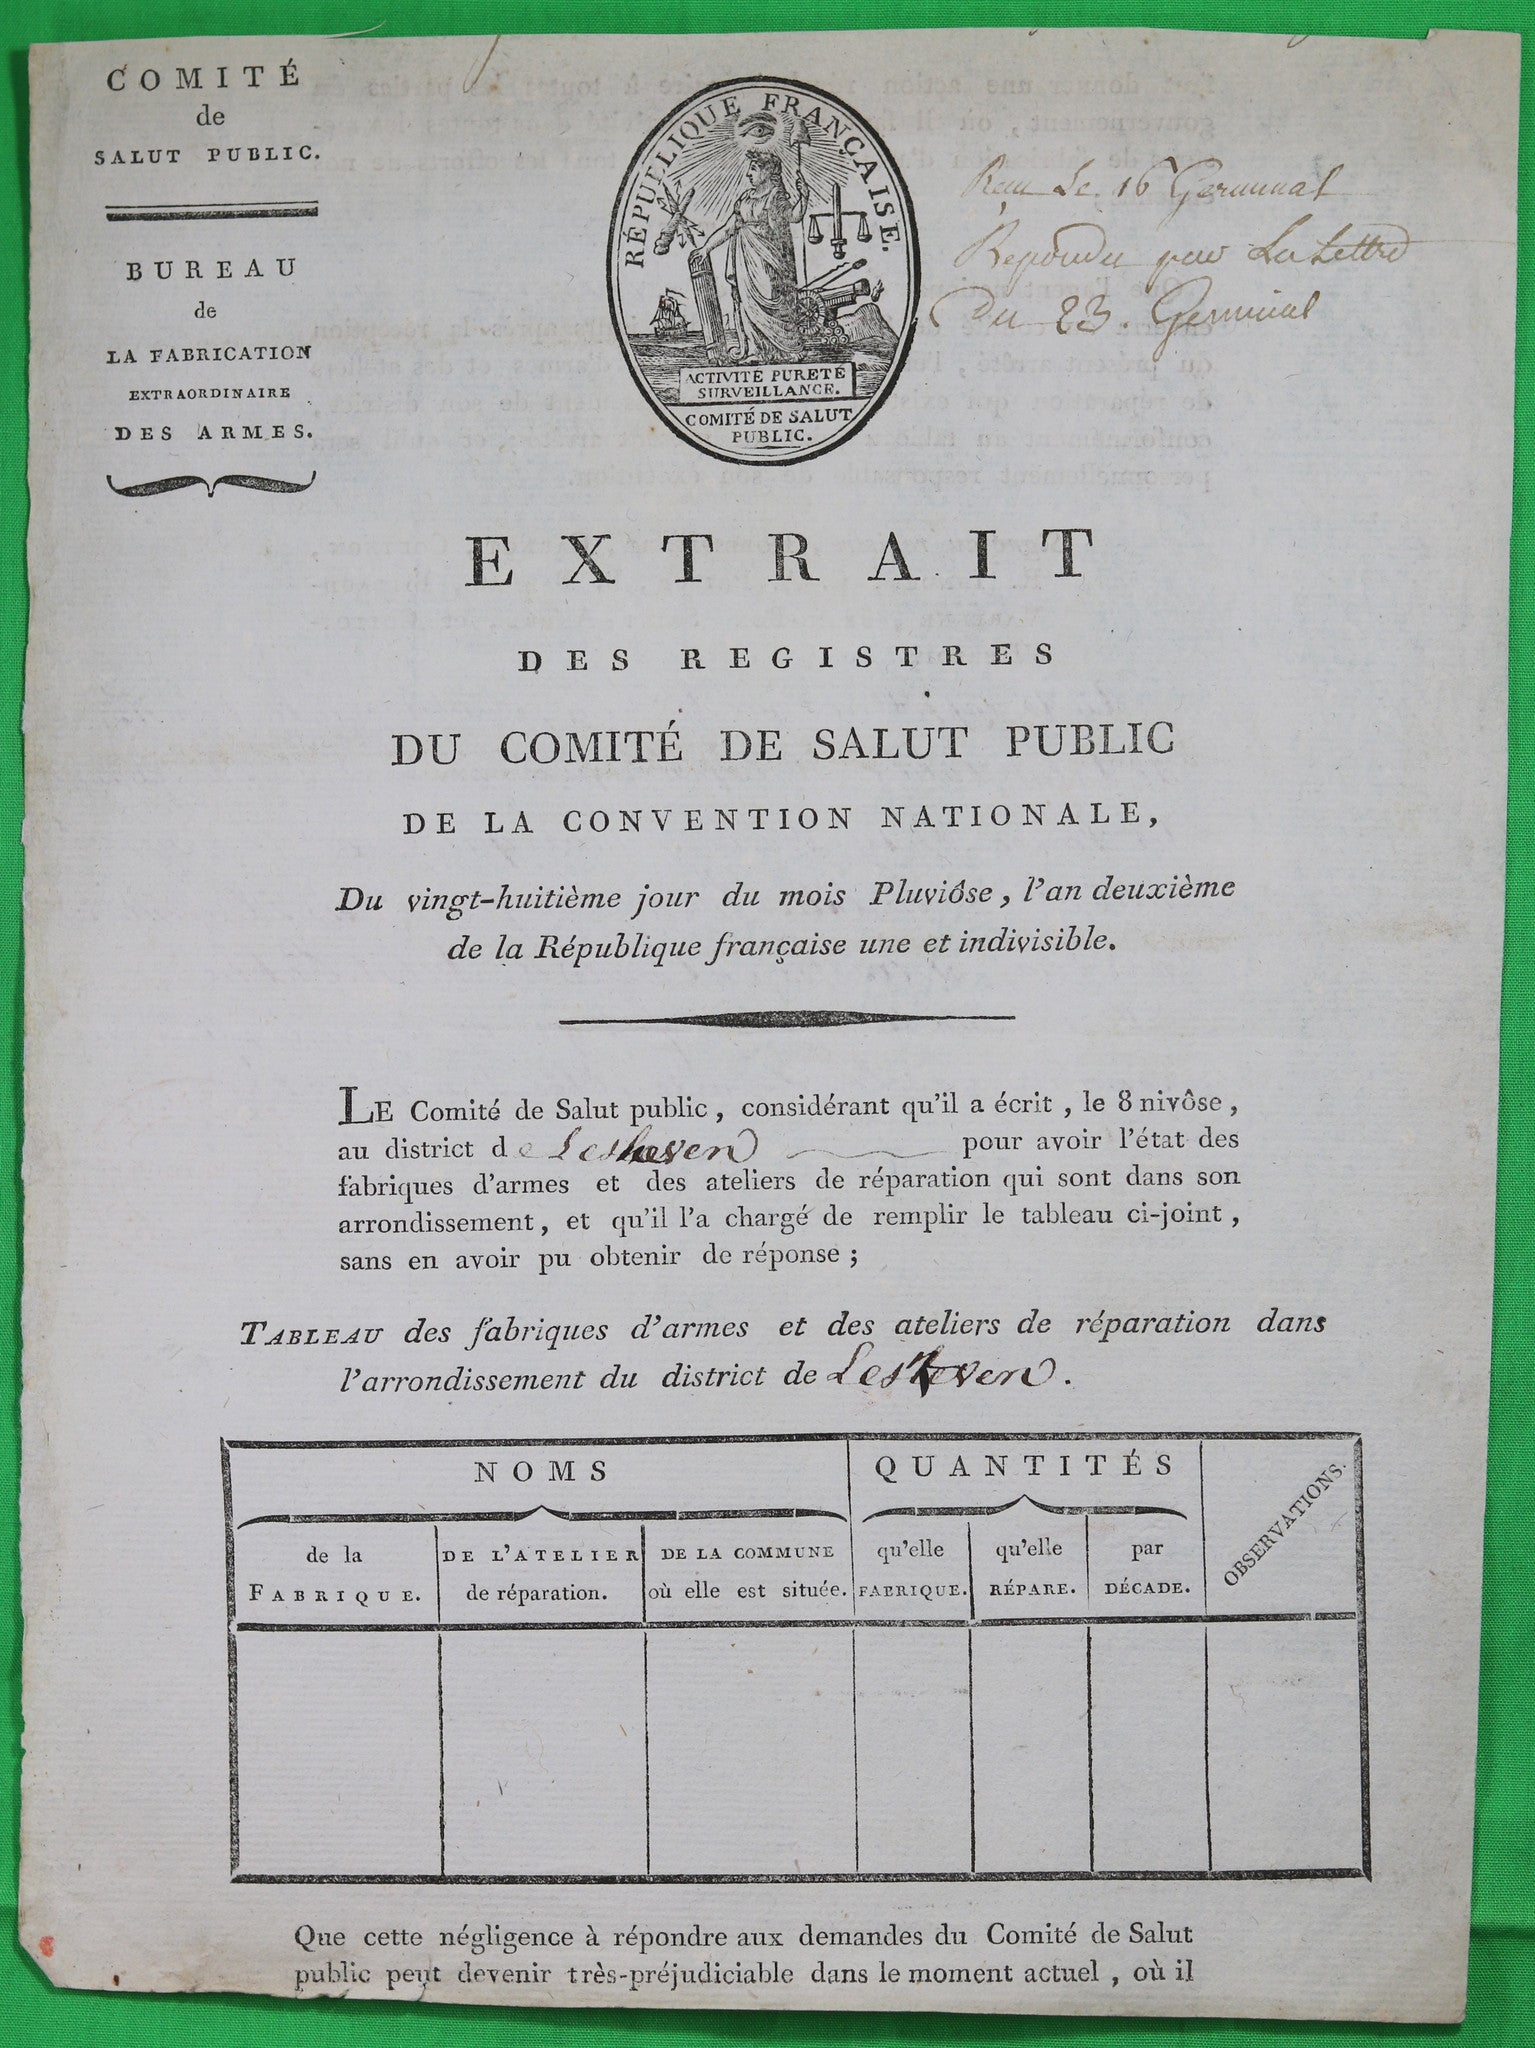 COMITÉ
de
SALUT PUBLIC.
BUREAU
de
LA FABRICATION
EXTRAORDINAIRE
DES ARMES.
RÉPUBLIQUE FRANÇAISE.
ACTIVITÉ PURETÉ
SURVEILLANCE.
COMITÉ DE SALUT
PUBLIC.
Recu Le 16 Germinal
Repondu par La Lettre
Du 23. Germinal
EXTRAIT
DES REGISTRES
DU COMITÉ DE SALUT PUBLIC
DE LA CONVENTION NATIONALE,
Du vingt-huitième jour du mois Pluviôse, l'an deuxième
de la République française une et indivisible.
LE Comité de Salut public, considérant qu'il a écrit, le 8 nivôse,
au district de Lesneven pour avoir l'état des
fabriques d'armes et des ateliers de réparation qui sont dans son
arrondissement, et qu'il l'a chargé de remplir le tableau ci-joint,
sans en avoir pu obtenir de réponse;
TABLEAU des fabriques d'armes et des ateliers de réparation dans
l'arrondissement du district de Lesneven.
NOMS
QUANTITÉS
OBSERVATIONS.
de la
FABRIQUE.
DE L'ATELIER
de réparation.
DE LA COMMUNE
où elle est située.
qu'elle
FABRIQUE.
qu'elle
RÉPARE.
par
DÉCADE.
Que cette négligence à répondre aux demandes du Comité de Salut
public peut devenir très-préjudiciable dans le moment actuel, où il